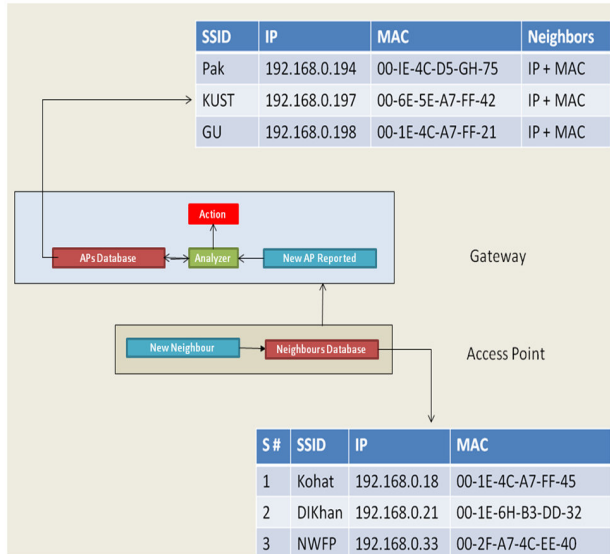 SSID IP MAC Neighbors
Pak 192.168.0.194 00-IE-4C-D5-GH-75 IP + MAC
KUST 192.168.0.197 00-6E-5E-A7-FF-42 IP + MAC
GU 192.168.0.198 00-1E-4C-A7-FF-21 IP + MAC
Action
APs Database Analyzer New AP Reported
Gateway
New Neighbour Neighbours Database
Access Point
S # SSID IP MAC
1 Kohat 192.168.0.18 00-1E-4C-A7-FF-45
2 DIKhan 192.168.0.21 00-1E-6H-B3-DD-32
3 NWFP 192.168.0.33 00-2F-A7-4C-EE-40